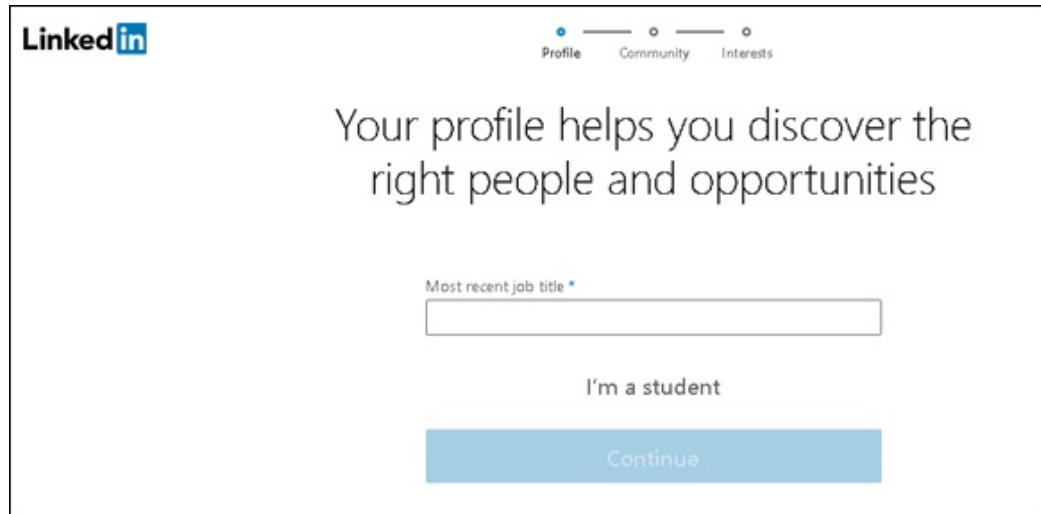 Linked in
Profile Community Interests
Your profile helps you discover the
right people and opportunities
Most recent job title *
I'm a student
Continue